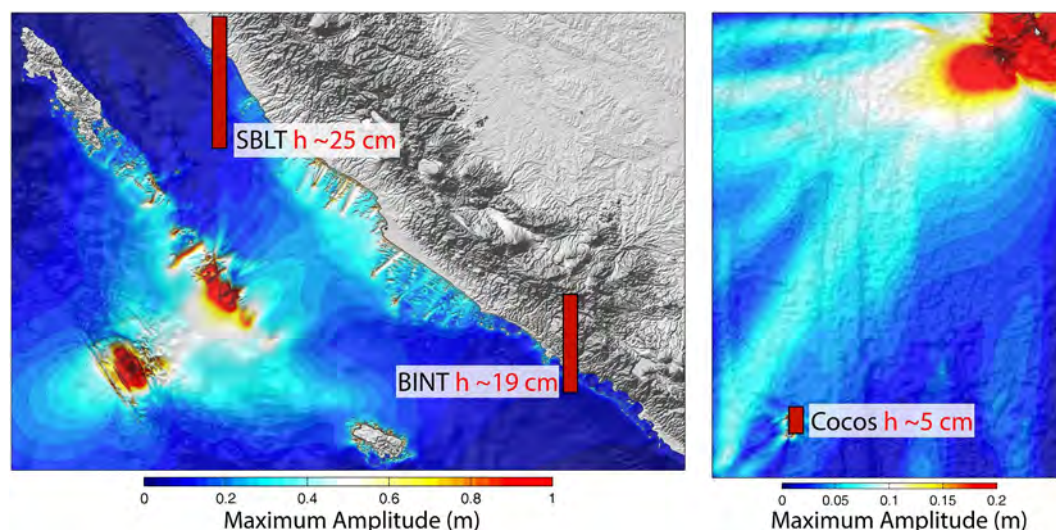 SBLT h ~25 cm
BINT h ~19 cm
0 0.2 0.4 0.6 0.8 1
Maximum Amplitude (m)
Cocos h ~5 cm
0 0.05 0.1 0.15 0.2
Maximum Amplitude (m)